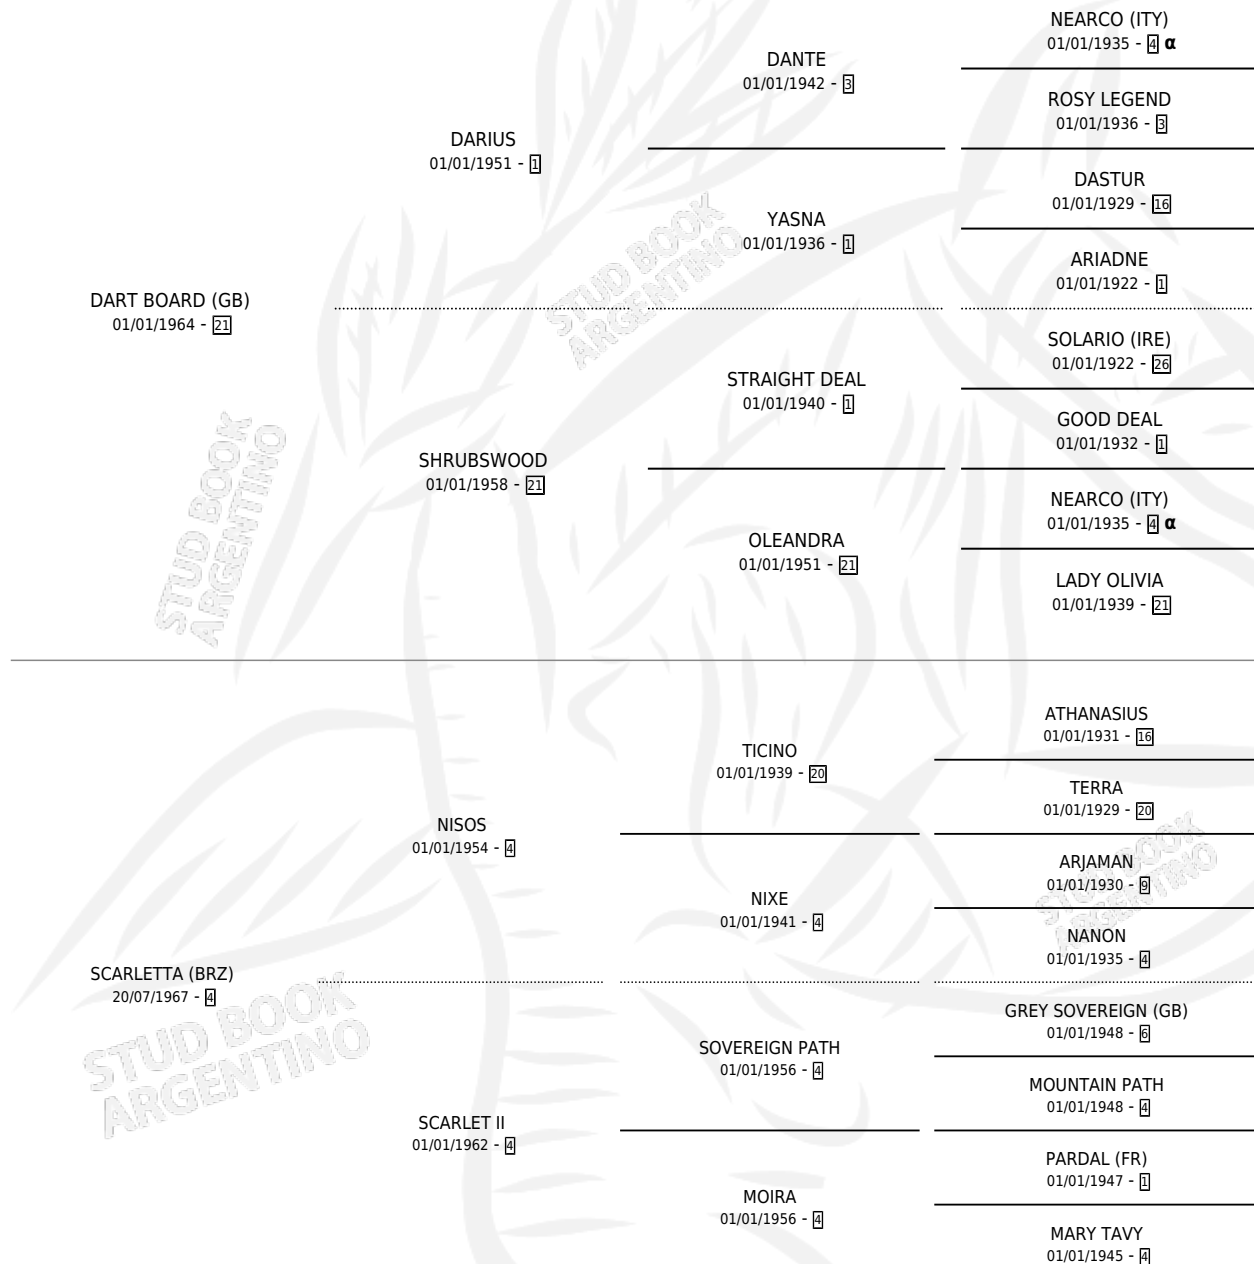 NEARCO (ITY)
01/01/1935 - 4 α
DANTE
01/01/1942 - 3
ROSY LEGEND
01/01/1936 - 3
DARIUS
01/01/1951 - 1
DASTUR
01/01/1929 - 16
YASNA
01/01/1936 - 1
ARIADNE
01/01/1922 - 1
DART BOARD (GB)
01/01/1964 - 21
SOLARIO (IRE)
01/01/1922 - 26
STRAIGHT DEAL
01/01/1940 - 1
GOOD DEAL
01/01/1932 - 1
SHRUBSWOOD
01/01/1958 - 21
NEARCO (ITY)
01/01/1935 - 4 α
OLEANDRA
01/01/1951 - 21
LADY OLIVIA
01/01/1939 - 21
ATHANASIUS
01/01/1931 - 16
TICINO
01/01/1939 - 20
TERRA
01/01/1929 - 20
NISOS
01/01/1954 - 4
ARJAMAN
01/01/1930 - 9
NIXE
01/01/1941 - 4
NANON
01/01/1935 - 4
SCARLETTA (BRZ)
20/07/1967 - 4
GREY SOVEREIGN (GB)
01/01/1948 - 6
SOVEREIGN PATH
01/01/1956 - 4
MOUNTAIN PATH
01/01/1948 - 4
SCARLET II
01/01/1962 - 4
PARDAL (FR)
01/01/1947 - 1
MOIRA
01/01/1956 - 4
MARY TAVY
01/01/1945 - 4
STUD BOOK
ARGENTINO
STUD BOOK
ARGENTINO
STUD BOOK
ARGENTINO
STUD BOOK
ARGENTINO